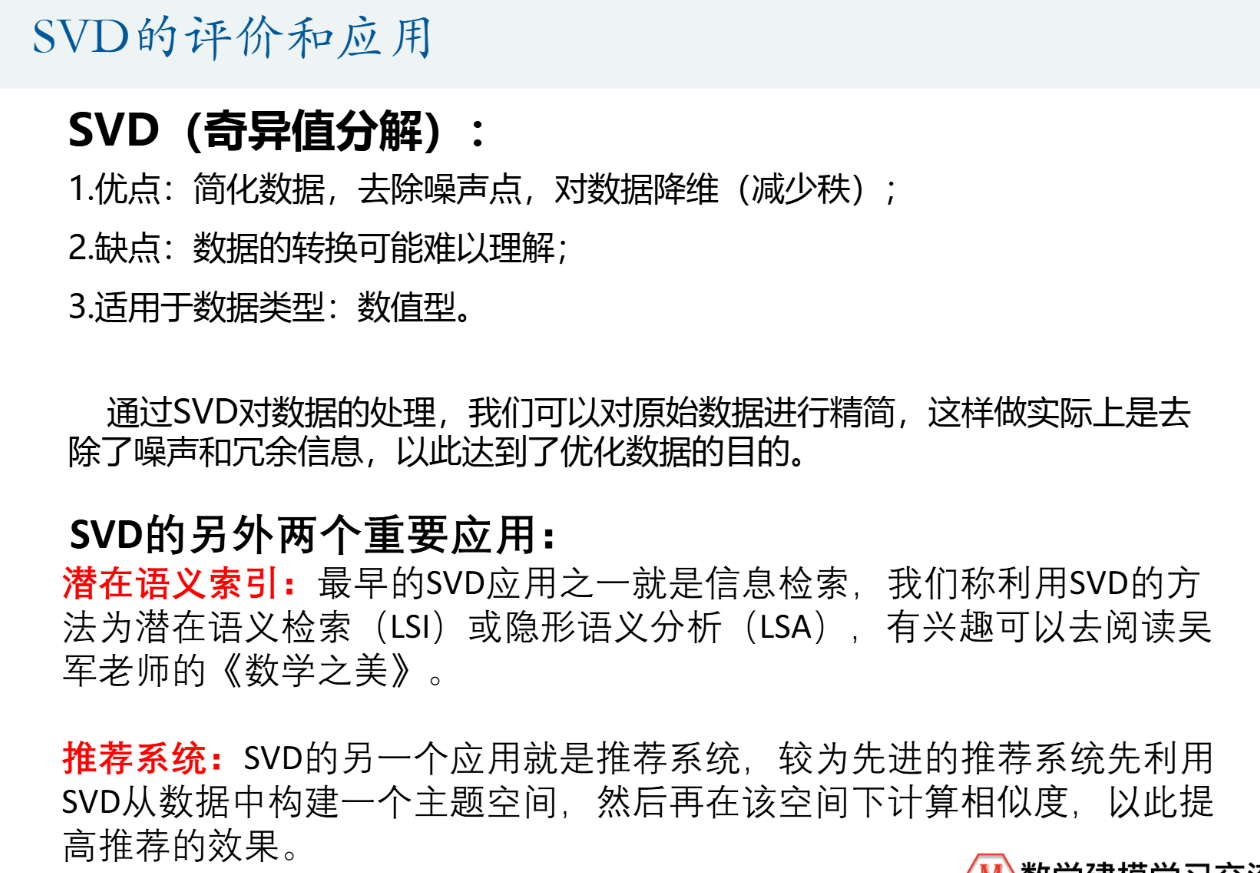 SVD的评价和应用
SVD（奇异值分解）：
1.优点：简化数据，去除噪声点，对数据降维（减少秩）；
2.缺点：数据的转换可能难以理解；
3.适用于数据类型：数值型。
通过SVD对数据的处理，我们可以对原始数据进行精简，这样做实际上是去
除了噪声和冗余信息，以此达到了优化数据的目的。
SVD的另外两个重要应用：
潜在语义索引：最早的SVD应用之一就是信息检索，我们称利用SVD的方
法为潜在语义检索（LSI）或隐形语义分析（LSA），有兴趣可以去阅读吴
军老师的《数学之美》。
推荐系统：SVD的另一个应用就是推荐系统，较为先进的推荐系统先利用
SVD从数据中构建一个主题空间，然后再在该空间下计算相似度，以此提
高推荐的效果。
数学建模学习交流